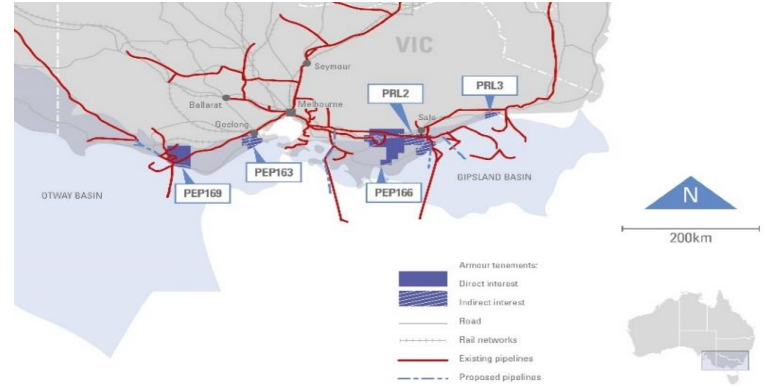 VIC
Seymour
PRL3
PRL2
Ballarat
Melbourne
Sale
Geelong
PEP163
PEP169
PEP166
OTWAY BASIN
GIPSLAND BASIN
N
200km
Armour tenements:
Direct interest
Indirect interest
Road
Rail networks
Existing pipelines
Proposed pipelines